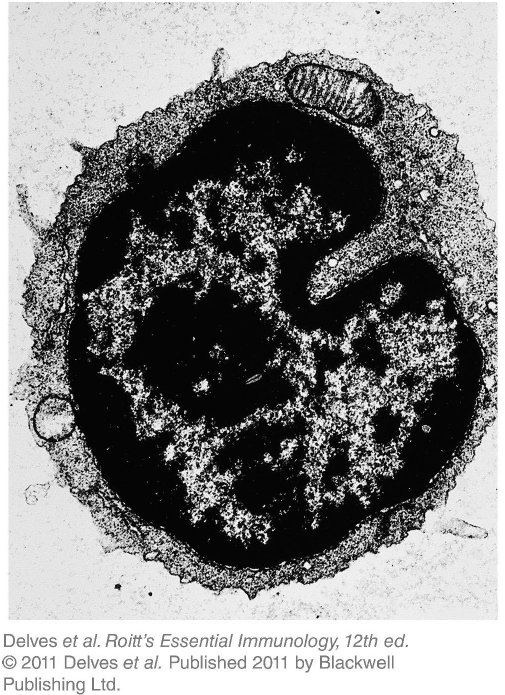 Delves et al. Roitt's Essential Immunology, 12th ed.
© 2011 Delves et al. Published 2011 by Blackwell
Publishing Ltd.